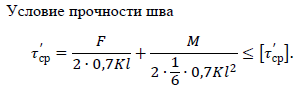 Условие прочности шва
τ′ср = F / (2 · 0,7Kl) + M / (2 · 1/6 · 0,7Kl²) ≤ [τ′ср].